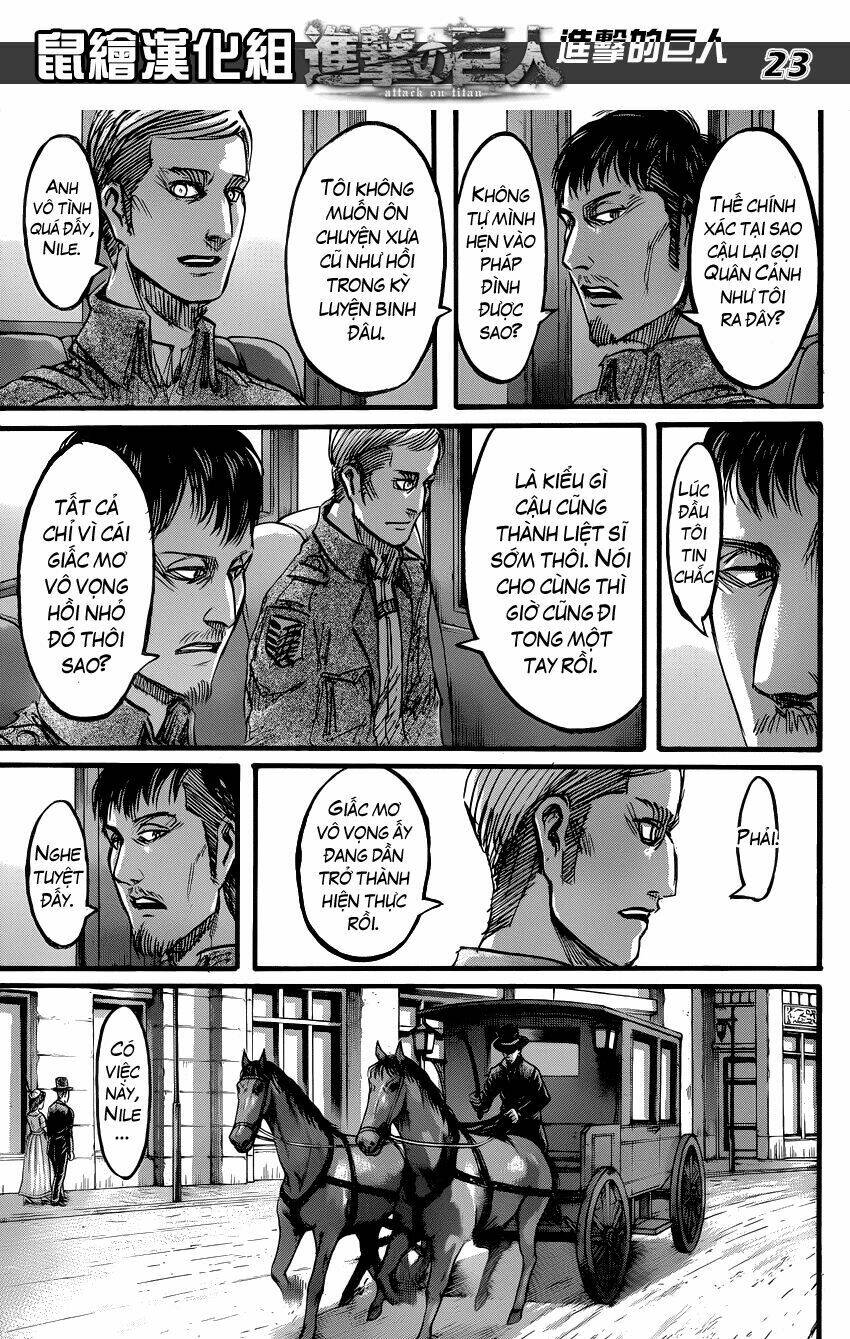 鼠繪漢化組
進撃の巨人
attack on titan
進擊的巨人
23
THẾ CHÍNH
XÁC TẠI SAO
CẬU LẠI GỌI
QUÂN CẢNH
NHƯ TÔI
RA ĐÂY?
KHÔNG
TỰ MÌNH
HẸN VÀO
PHÁP
ĐÌNH
ĐƯỢC
SAO?
TÔI KHÔNG
MUỐN ÔN
CHUYỆN XƯA
CŨ NHƯ HỒI
TRONG KỲ
LUYỆN BINH
ĐÂU.
ANH
VÔ TÌNH
QUÁ ĐẤY,
NILE.
LÚC
ĐẦU
TÔI
TIN
CHẮC
LÀ KIỂU GÌ
CẬU CŨNG
THÀNH LIỆT SĨ
SỚM THÔI. NÓI
CHO CÙNG THÌ
GIỜ CŨNG ĐI
TONG MỘT
TAY RỒI.
TẤT CẢ
CHỈ VÌ CÁI
GIẤC MƠ
VÔ VỌNG
HỒI NHỎ
ĐÓ THÔI
SAO?
PHẢI.
GIẤC MƠ
VÔ VỌNG ẤY
ĐANG DẦN
TRỞ THÀNH
HIỆN THỰC
RỒI.
NGHE
TUYỆT
ĐẤY.
CÓ
VIỆC
NÀY,
NILE
...